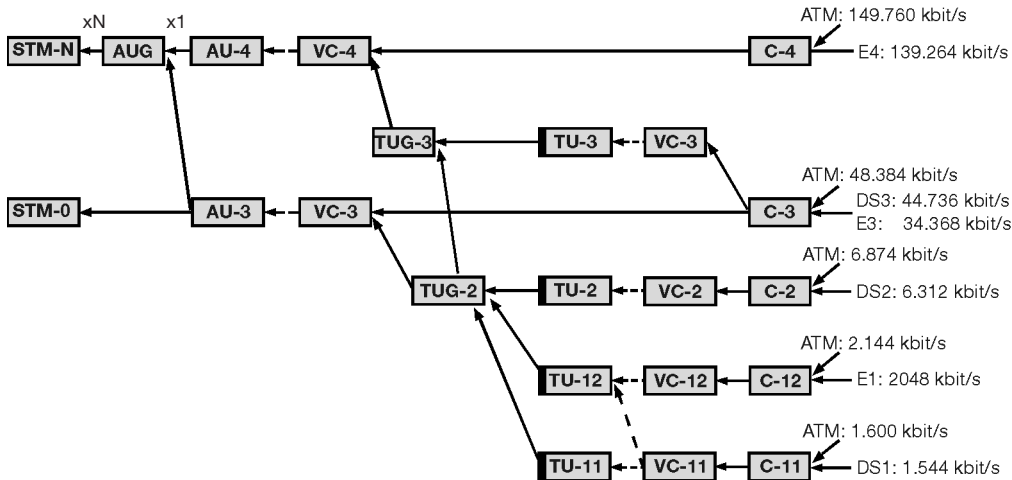 xN x1 ATM: 149.760 kbit/s
STM-N AUG AU-4 VC-4 C-4 E4: 139.264 kbit/s
TUG-3 TU-3 VC-3
ATM: 48.384 kbit/s
DS3: 44.736 kbit/s
STM-0 AU-3 VC-3 C-3
E3: 34.368 kbit/s
ATM: 6.874 kbit/s
TUG-2 TU-2 VC-2 C-2 DS2: 6.312 kbit/s
ATM: 2.144 kbit/s
TU-12 VC-12 C-12 E1: 2048 kbit/s
ATM: 1.600 kbit/s
TU-11 VC-11 C-11 DS1: 1.544 kbit/s